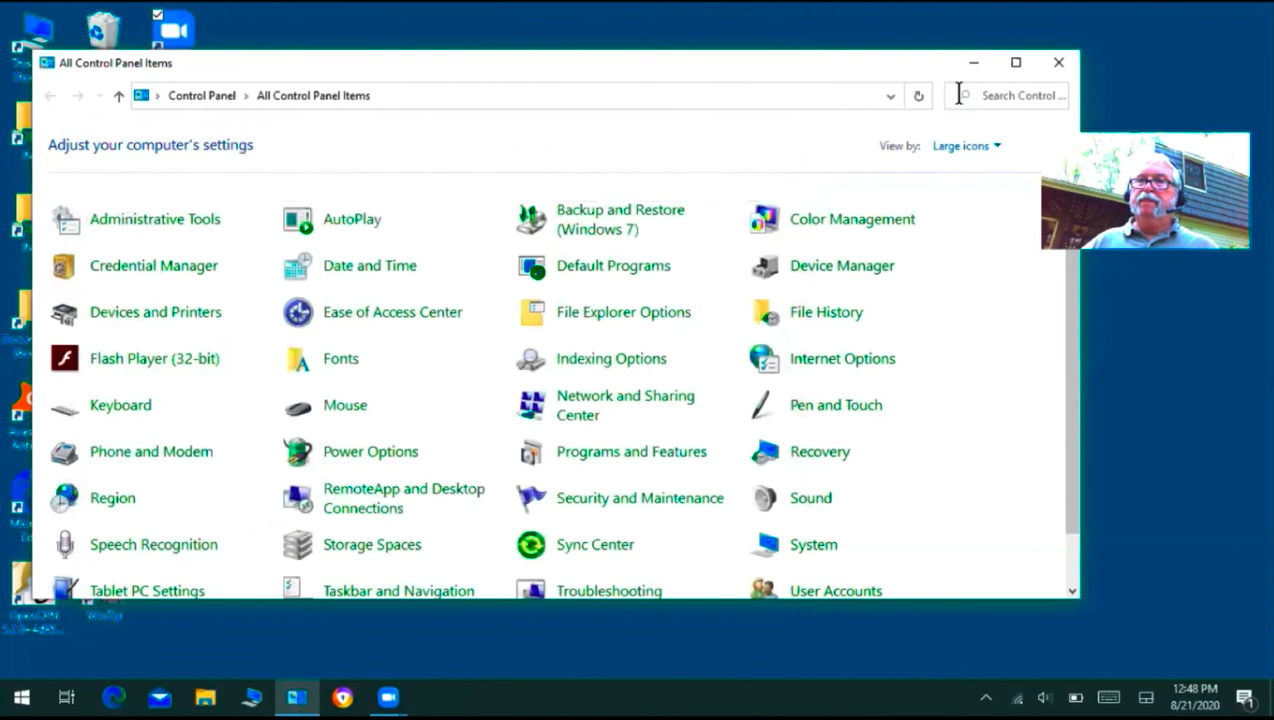 All Control Panel Items
Control Panel > All Control Panel Items
Search Control ...
Adjust your computer's settings
View by: Large icons
Administrative Tools
AutoPlay
Backup and Restore
(Windows 7)
Color Management
Credential Manager
Date and Time
Default Programs
Device Manager
Devices and Printers
Ease of Access Center
File Explorer Options
File History
Flash Player (32-bit)
Fonts
Indexing Options
Internet Options
Keyboard
Mouse
Network and Sharing
Center
Pen and Touch
Phone and Modem
Power Options
Programs and Features
Recovery
Region
RemoteApp and Desktop
Connections
Security and Maintenance
Sound
Speech Recognition
Storage Spaces
Sync Center
System
Tablet PC Settings
Taskbar and Navigation
Troubleshooting
User Accounts
12:48 PM
8/21/2020
1